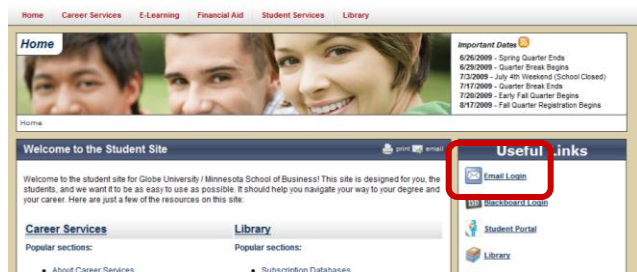 Home Career Services E-Learning Financial Aid Student Services Library
Home
Important Dates
6/26/2009 - Spring Quarter Ends
6/29/2009 - Quarter Break Begins
7/3/2009 - July 4th Weekend (School Closed)
7/17/2009 - Quarter Break Ends
7/20/2009 - Early Fall Quarter Begins
8/17/2009 - Fall Quarter Registration Begins
Home
Welcome to the Student Site
print email
Welcome to the student site for Globe University / Minnesota School of Business! This site is designed for you, the
students, and we want it to be as easy to use as possible. It should help you navigate your way to your degree and
your career. Here are just a few of the resources on this site:
Career Services
Popular sections:
About Career Services
Library
Popular sections:
Subscription Databases
Useful Links
Email Login
Bb Blackboard Login
Student Portal
Library